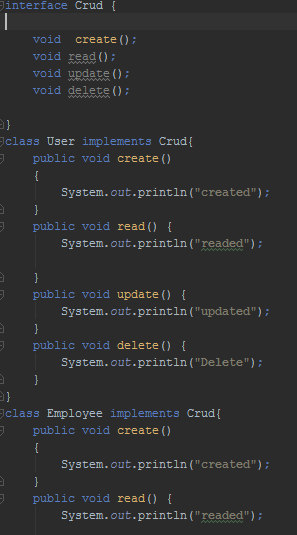 interface Crud {
void  create();
void read();
void update();
void delete();
}
class User implements Crud{
public void create()
{
System.out.println("created");
}
public void read() {
System.out.println("readed");
}
public void update() {
System.out.println("updated");
}
public void delete() {
System.out.println("Delete");
}
}
class Employee implements Crud{
public void create()
{
System.out.println("created");
}
public void read() {
System.out.println("readed");